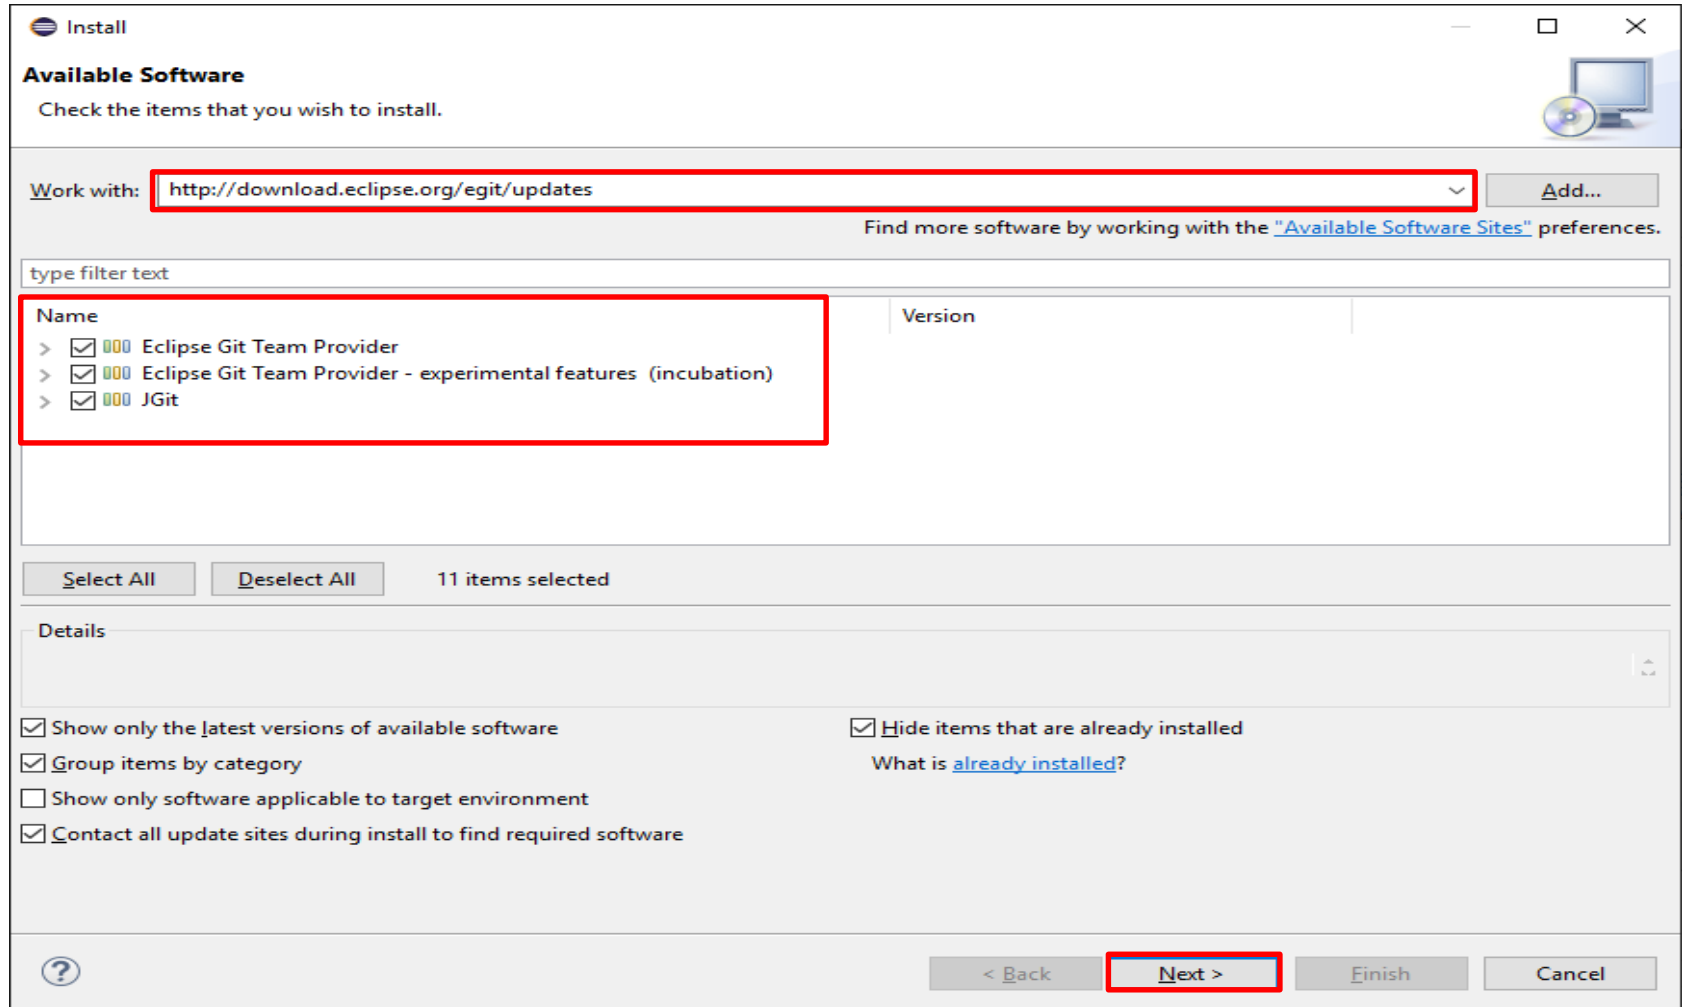 Install
Available Software
Check the items that you wish to install.
Work with: http://download.eclipse.org/egit/updates Add...
Find more software by working with the "Available Software Sites" preferences.
type filter text
Name Version
Eclipse Git Team Provider
Eclipse Git Team Provider - experimental features (incubation)
JGit
Select All Deselect All 11 items selected
Details
Show only the latest versions of available software Hide items that are already installed
Group items by category What is already installed?
Show only software applicable to target environment
Contact all update sites during install to find required software
? < Back Next > Finish Cancel